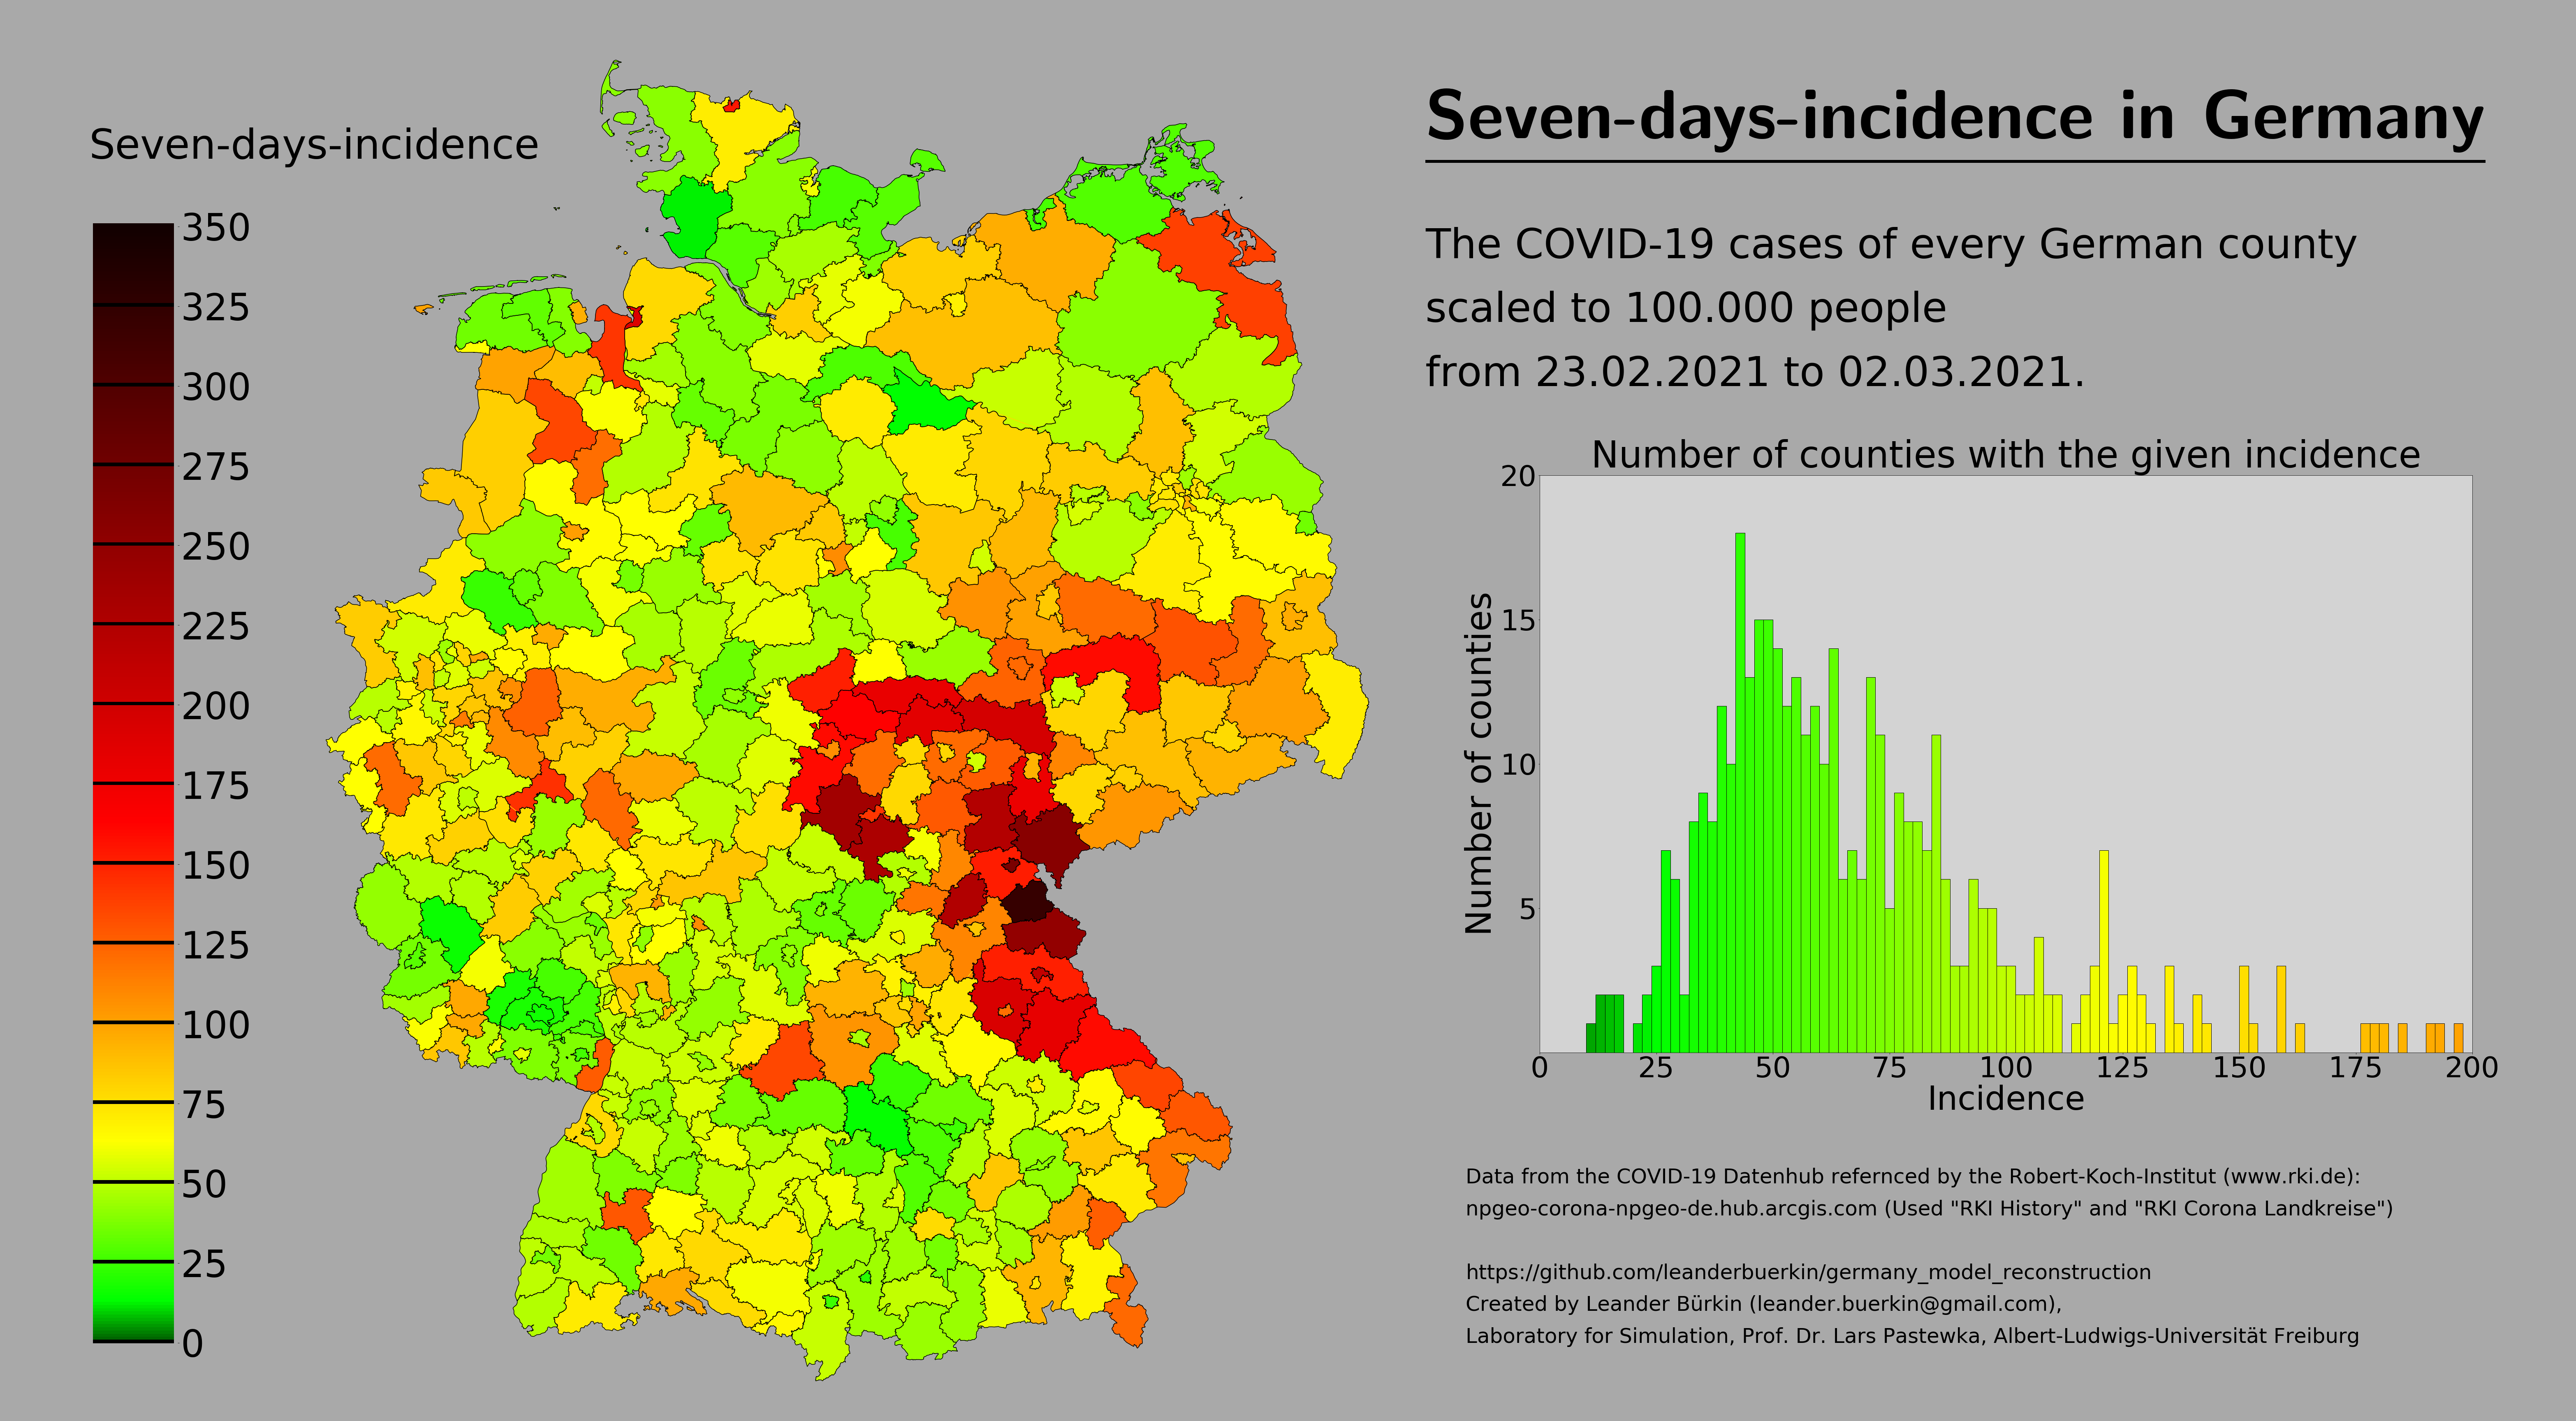 Seven-days-incidence in Germany
Seven-days-incidence
350
325
300
275
250
225
200
175
150
125
100
75
50
25
0
The COVID-19 cases of every German county
scaled to 100.000 people
from 23.02.2021 to 02.03.2021.
Number of counties with the given incidence
Number of counties
20
15
10
5
0 25 50 75 100 125 150 175 200
Incidence
Data from the COVID-19 Datenhub refernced by the Robert-Koch-Institut (www.rki.de):
npgeo-corona-npgeo-de.hub.arcgis.com (Used "RKI History" and "RKI Corona Landkreise")
https://github.com/leanderbuerkin/germany_model_reconstruction
Created by Leander Bürkin (leander.buerkin@gmail.com),
Laboratory for Simulation, Prof. Dr. Lars Pastewka, Albert-Ludwigs-Universität Freiburg